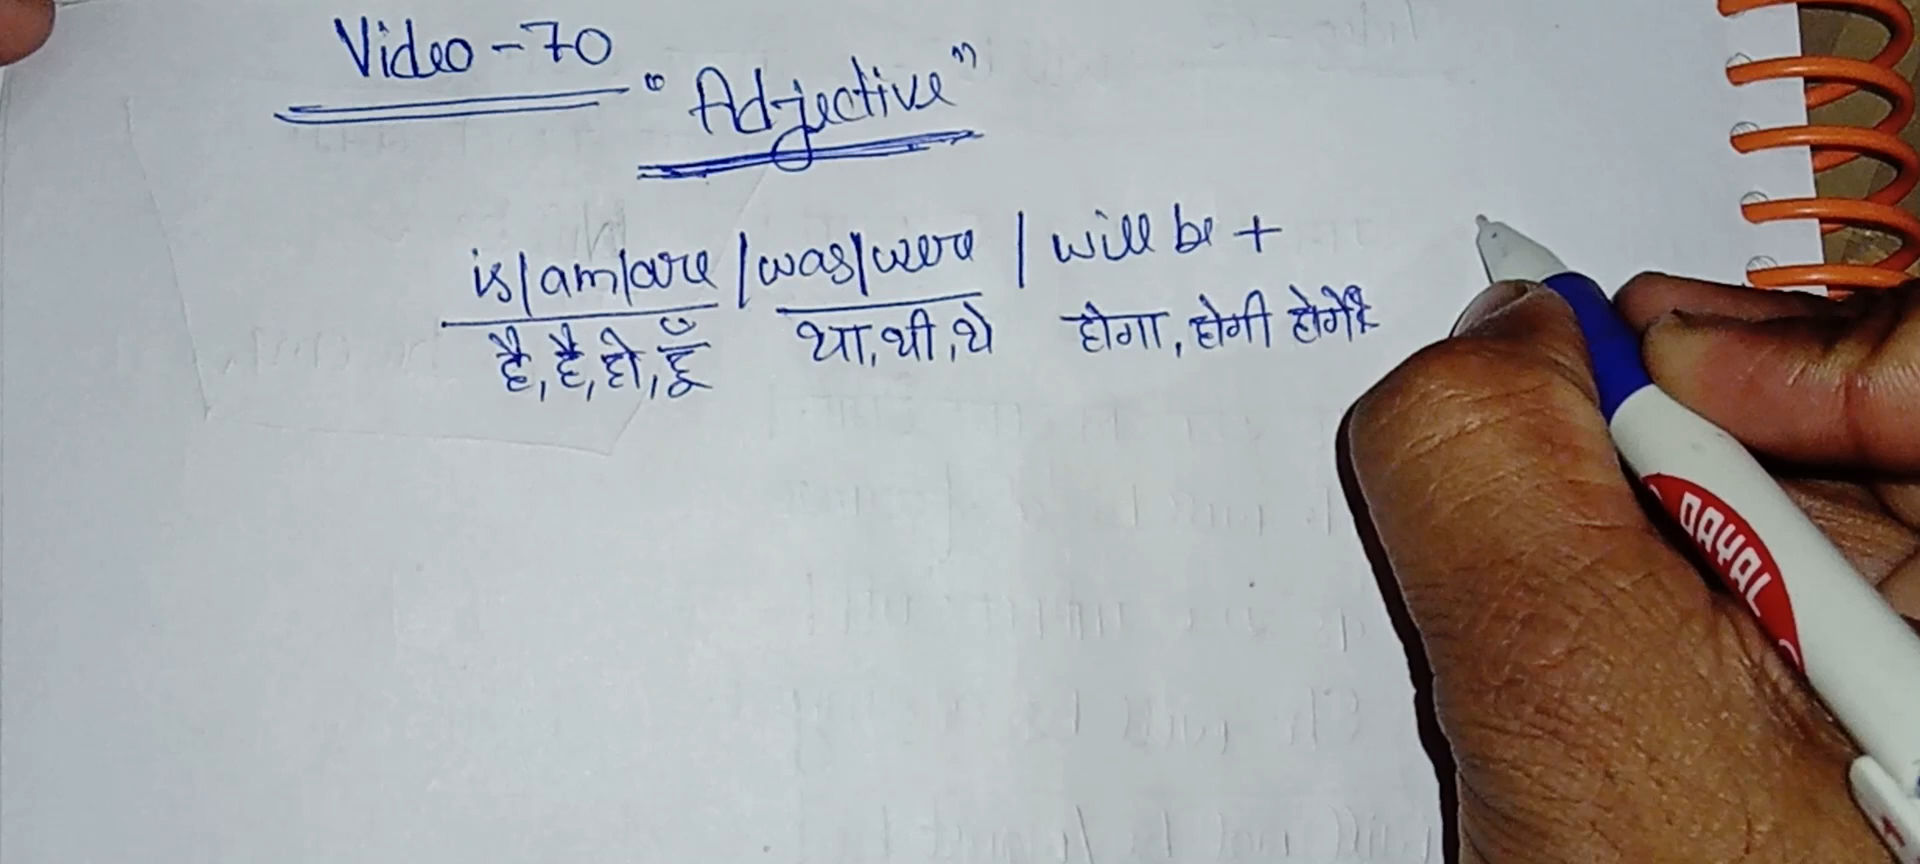 Video-70
"Adjective"
is/am/are / was/were / will be +
है, है, हो, हूँ था, थी, थे होगा, होगी होगें
DAYAL